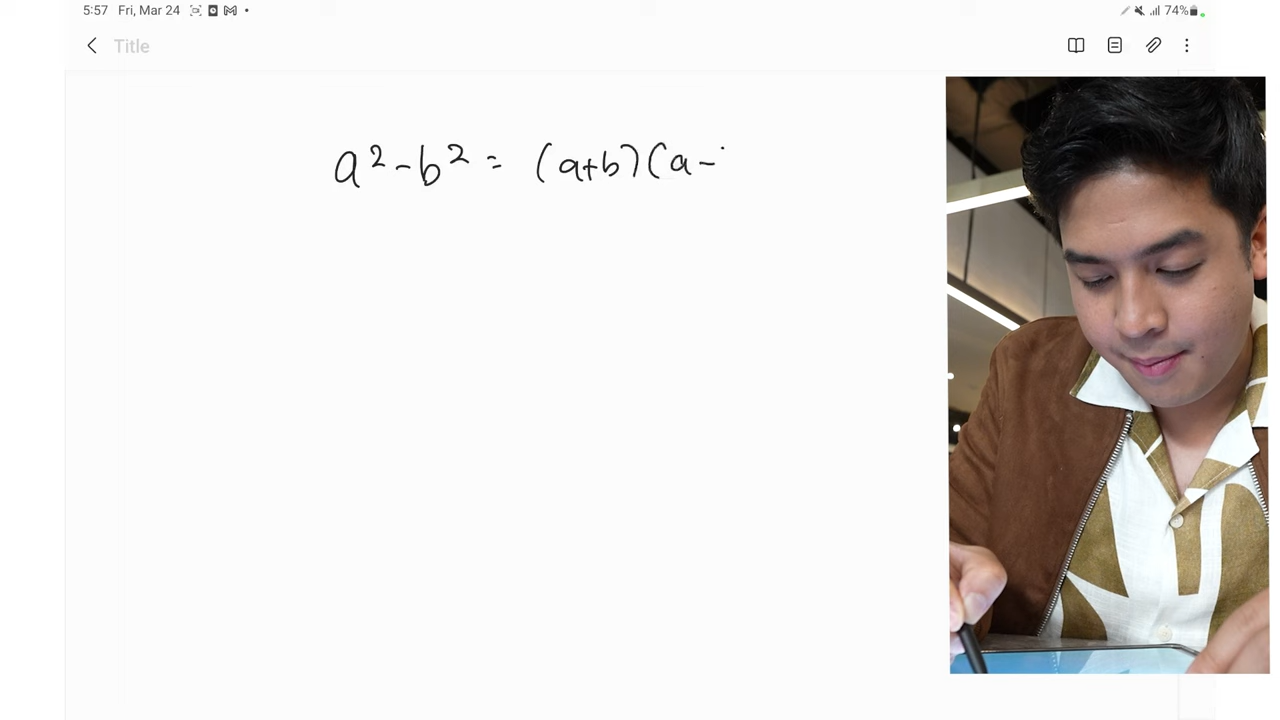 5:57 Fri, Mar 24 74%
Title
a² - b² = (a+b)(a -